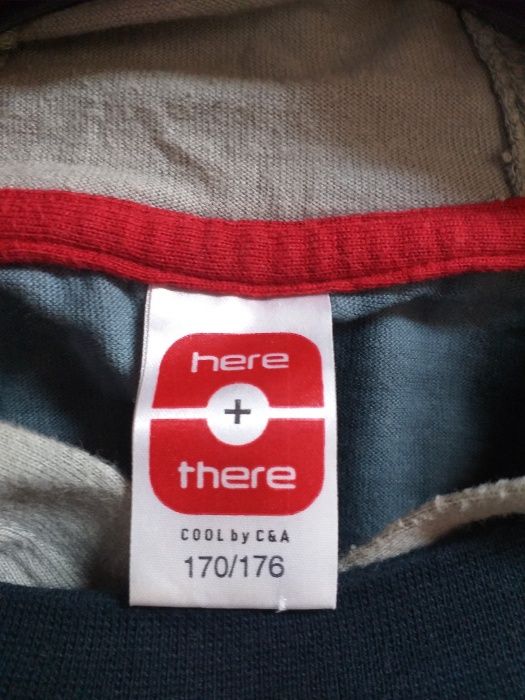 here
+
there
COOL by C&A
170/176